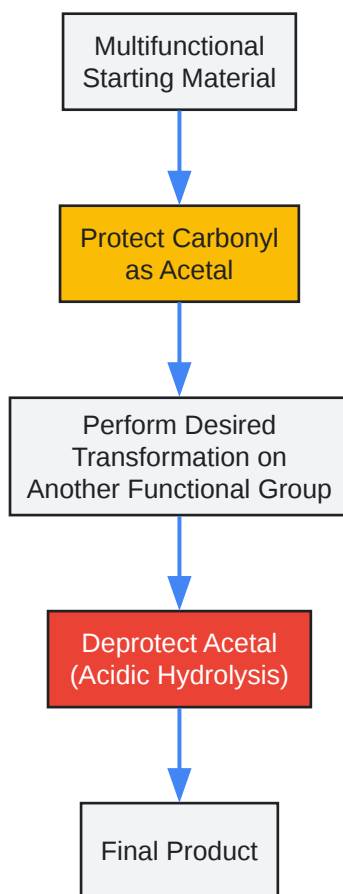 Multifunctional
Starting Material
Protect Carbonyl
as Acetal
Perform Desired
Transformation on
Another Functional Group
Deprotect Acetal
(Acidic Hydrolysis)
Final Product